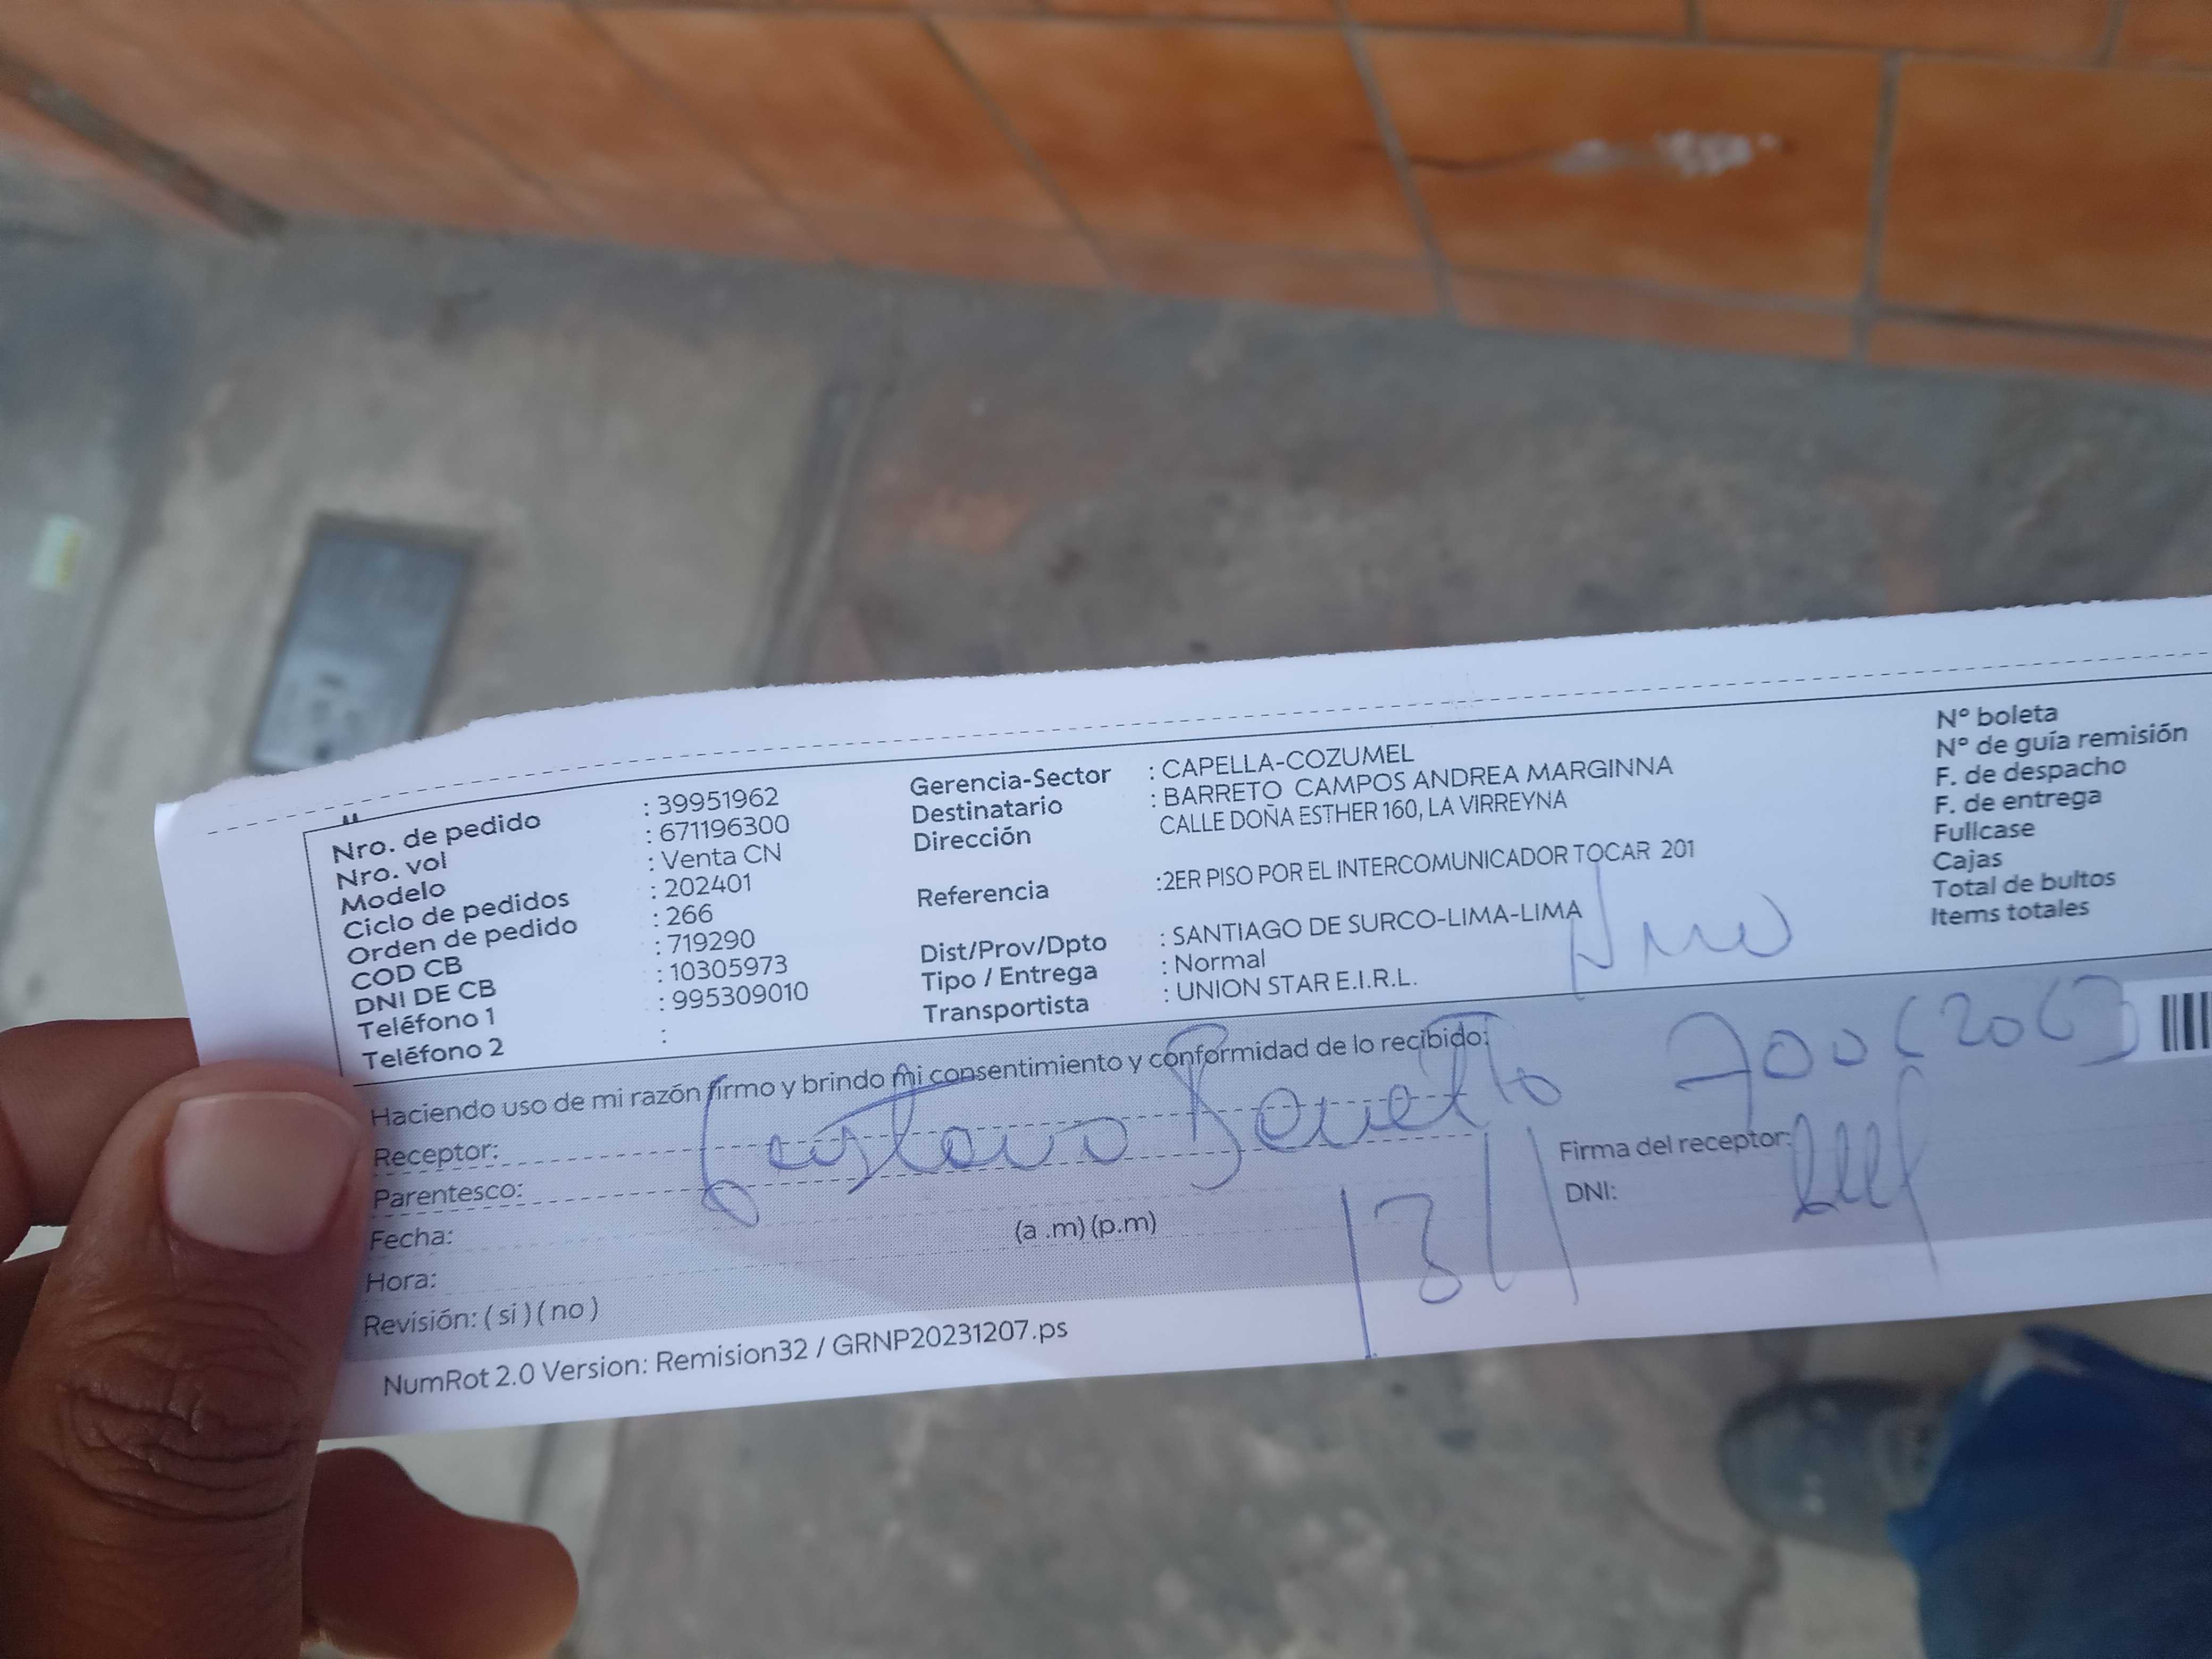 Nro. de pedido : 39951962
Nro. vol : 671196300
Modelo : Venta CN
Ciclo de pedidos : 202401
Orden de pedido : 266
COD CB : 719290
DNI DE CB : 10305973
Teléfono 1 : 995309010
Teléfono 2 :
Gerencia-Sector : CAPELLA-COZUMEL
Destinatario : BARRETO CAMPOS ANDREA MARGINNA
Dirección CALLE DOÑA ESTHER 160, LA VIRREYNA
Referencia :2ER PISO POR EL INTERCOMUNICADOR TOCAR 201
Dist/Prov/Dpto : SANTIAGO DE SURCO-LIMA-LIMA
Tipo / Entrega : Normal
Transportista : UNION STAR E.I.R.L.
N° boleta
N° de guía remisión
F. de despacho
F. de entrega
Fullcase
Cajas
Total de bultos
Items totales
Haciendo uso de mi razón firmo y brindo mi consentimiento y conformidad de lo recibido:
Receptor: Gustavo
Parentesco:
Fecha:
Hora: (a .m) (p.m)
Revisión: ( si ) ( no )
Firma del receptor:
DNI:
NumRot 2.0 Version: Remision32 / GRNP20231207.ps